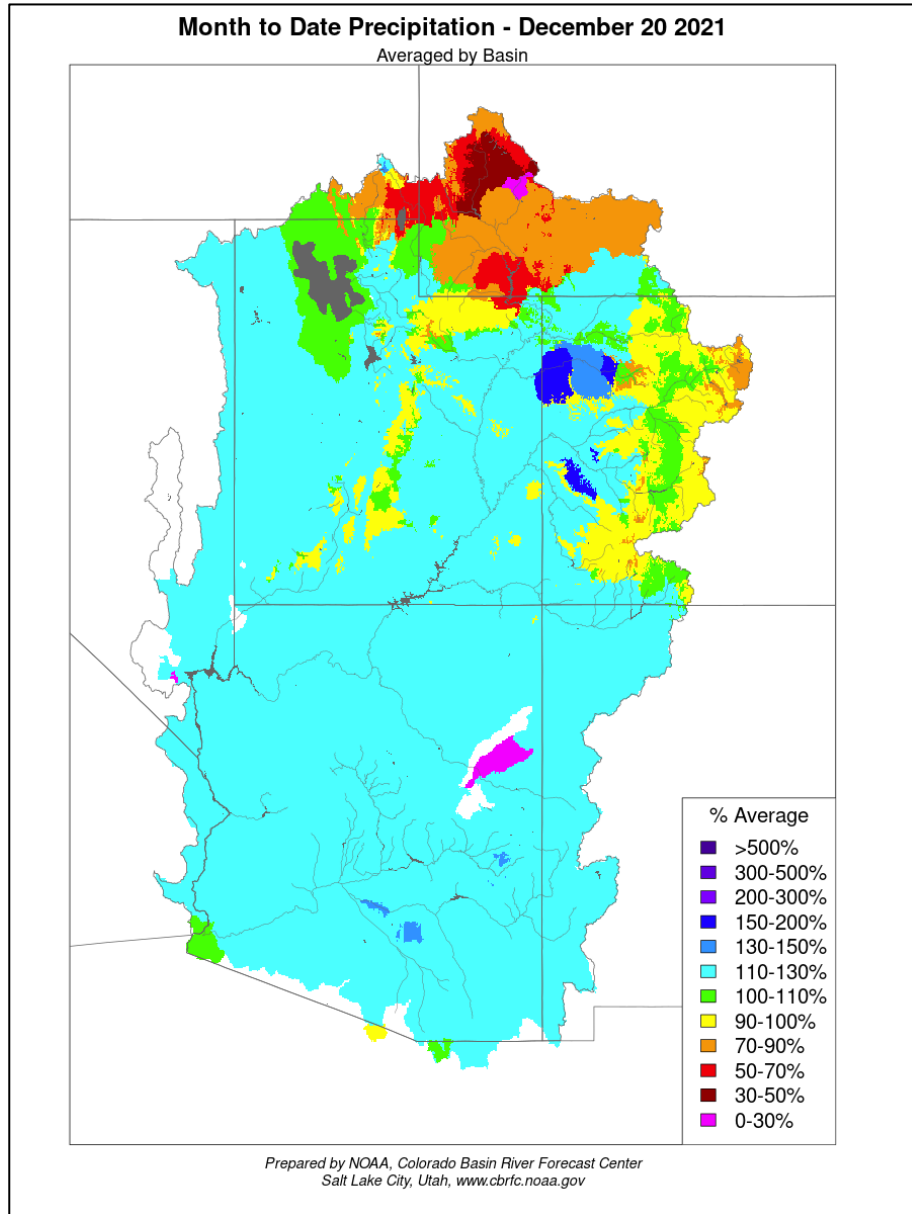 Month to Date Precipitation - December 20 2021
Averaged by Basin
% Average
>500%
300-500%
200-300%
150-200%
130-150%
110-130%
100-110%
90-100%
70-90%
50-70%
30-50%
0-30%
Prepared by NOAA, Colorado Basin River Forecast Center
Salt Lake City, Utah, www.cbrfc.noaa.gov